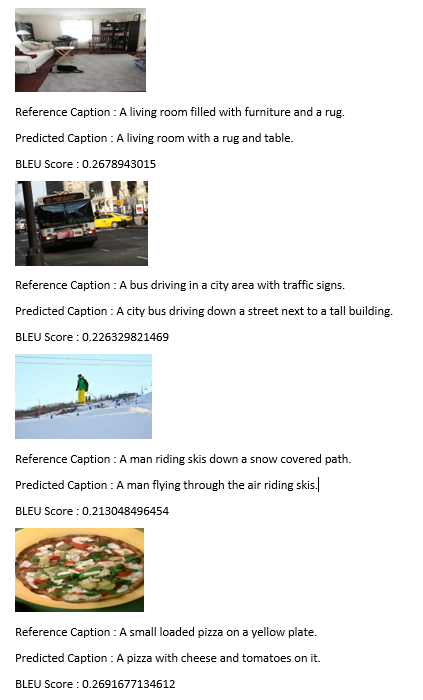 Reference Caption : A living room filled with furniture and a rug.
Predicted Caption : A living room with a rug and table.
BLEU Score : 0.2678943015
Reference Caption : A bus driving in a city area with traffic signs.
Predicted Caption : A city bus driving down a street next to a tall building.
BLEU Score : 0.226329821469
Reference Caption : A man riding skis down a snow covered path.
Predicted Caption : A man flying through the air riding skis.
BLEU Score : 0.213048496454
Reference Caption : A small loaded pizza on a yellow plate.
Predicted Caption : A pizza with cheese and tomatoes on it.
BLEU Score : 0.2691677134612